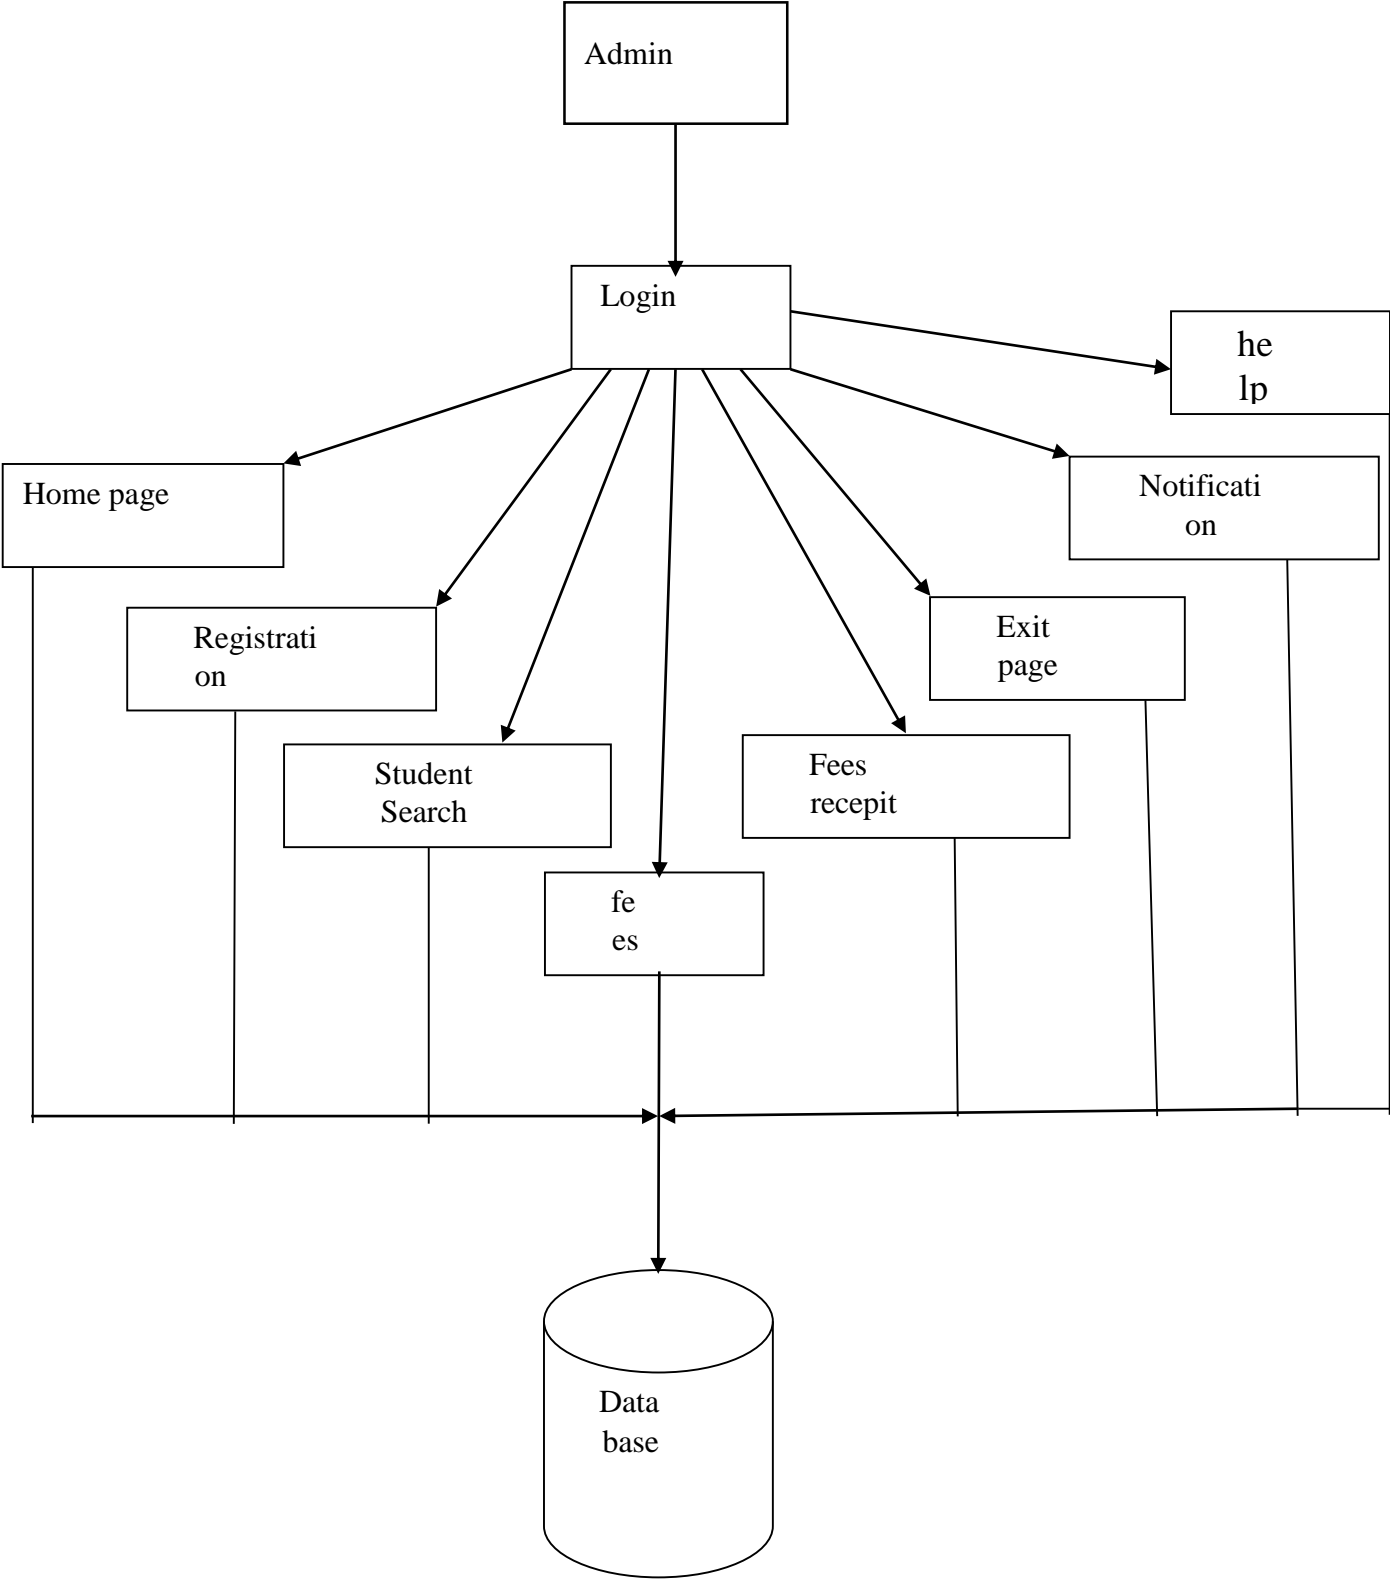 Admin
Login
he
lp
Home page
Notificati
on
Registrati
on
Exit
page
Student
Search
Fees
recepit
fe
es
Data
base